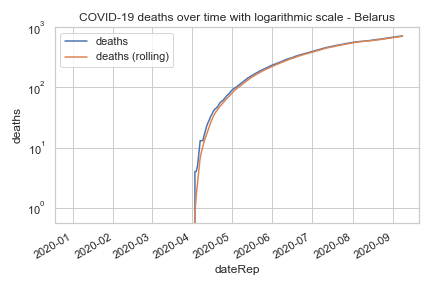 COVID-19 deaths over time with logarithmic scale - Belarus
deaths
deaths (rolling)
10³
10²
10¹
10⁰
deaths
2020-01
2020-02
2020-03
2020-04
2020-05
2020-06
2020-07
2020-08
2020-09
dateRep